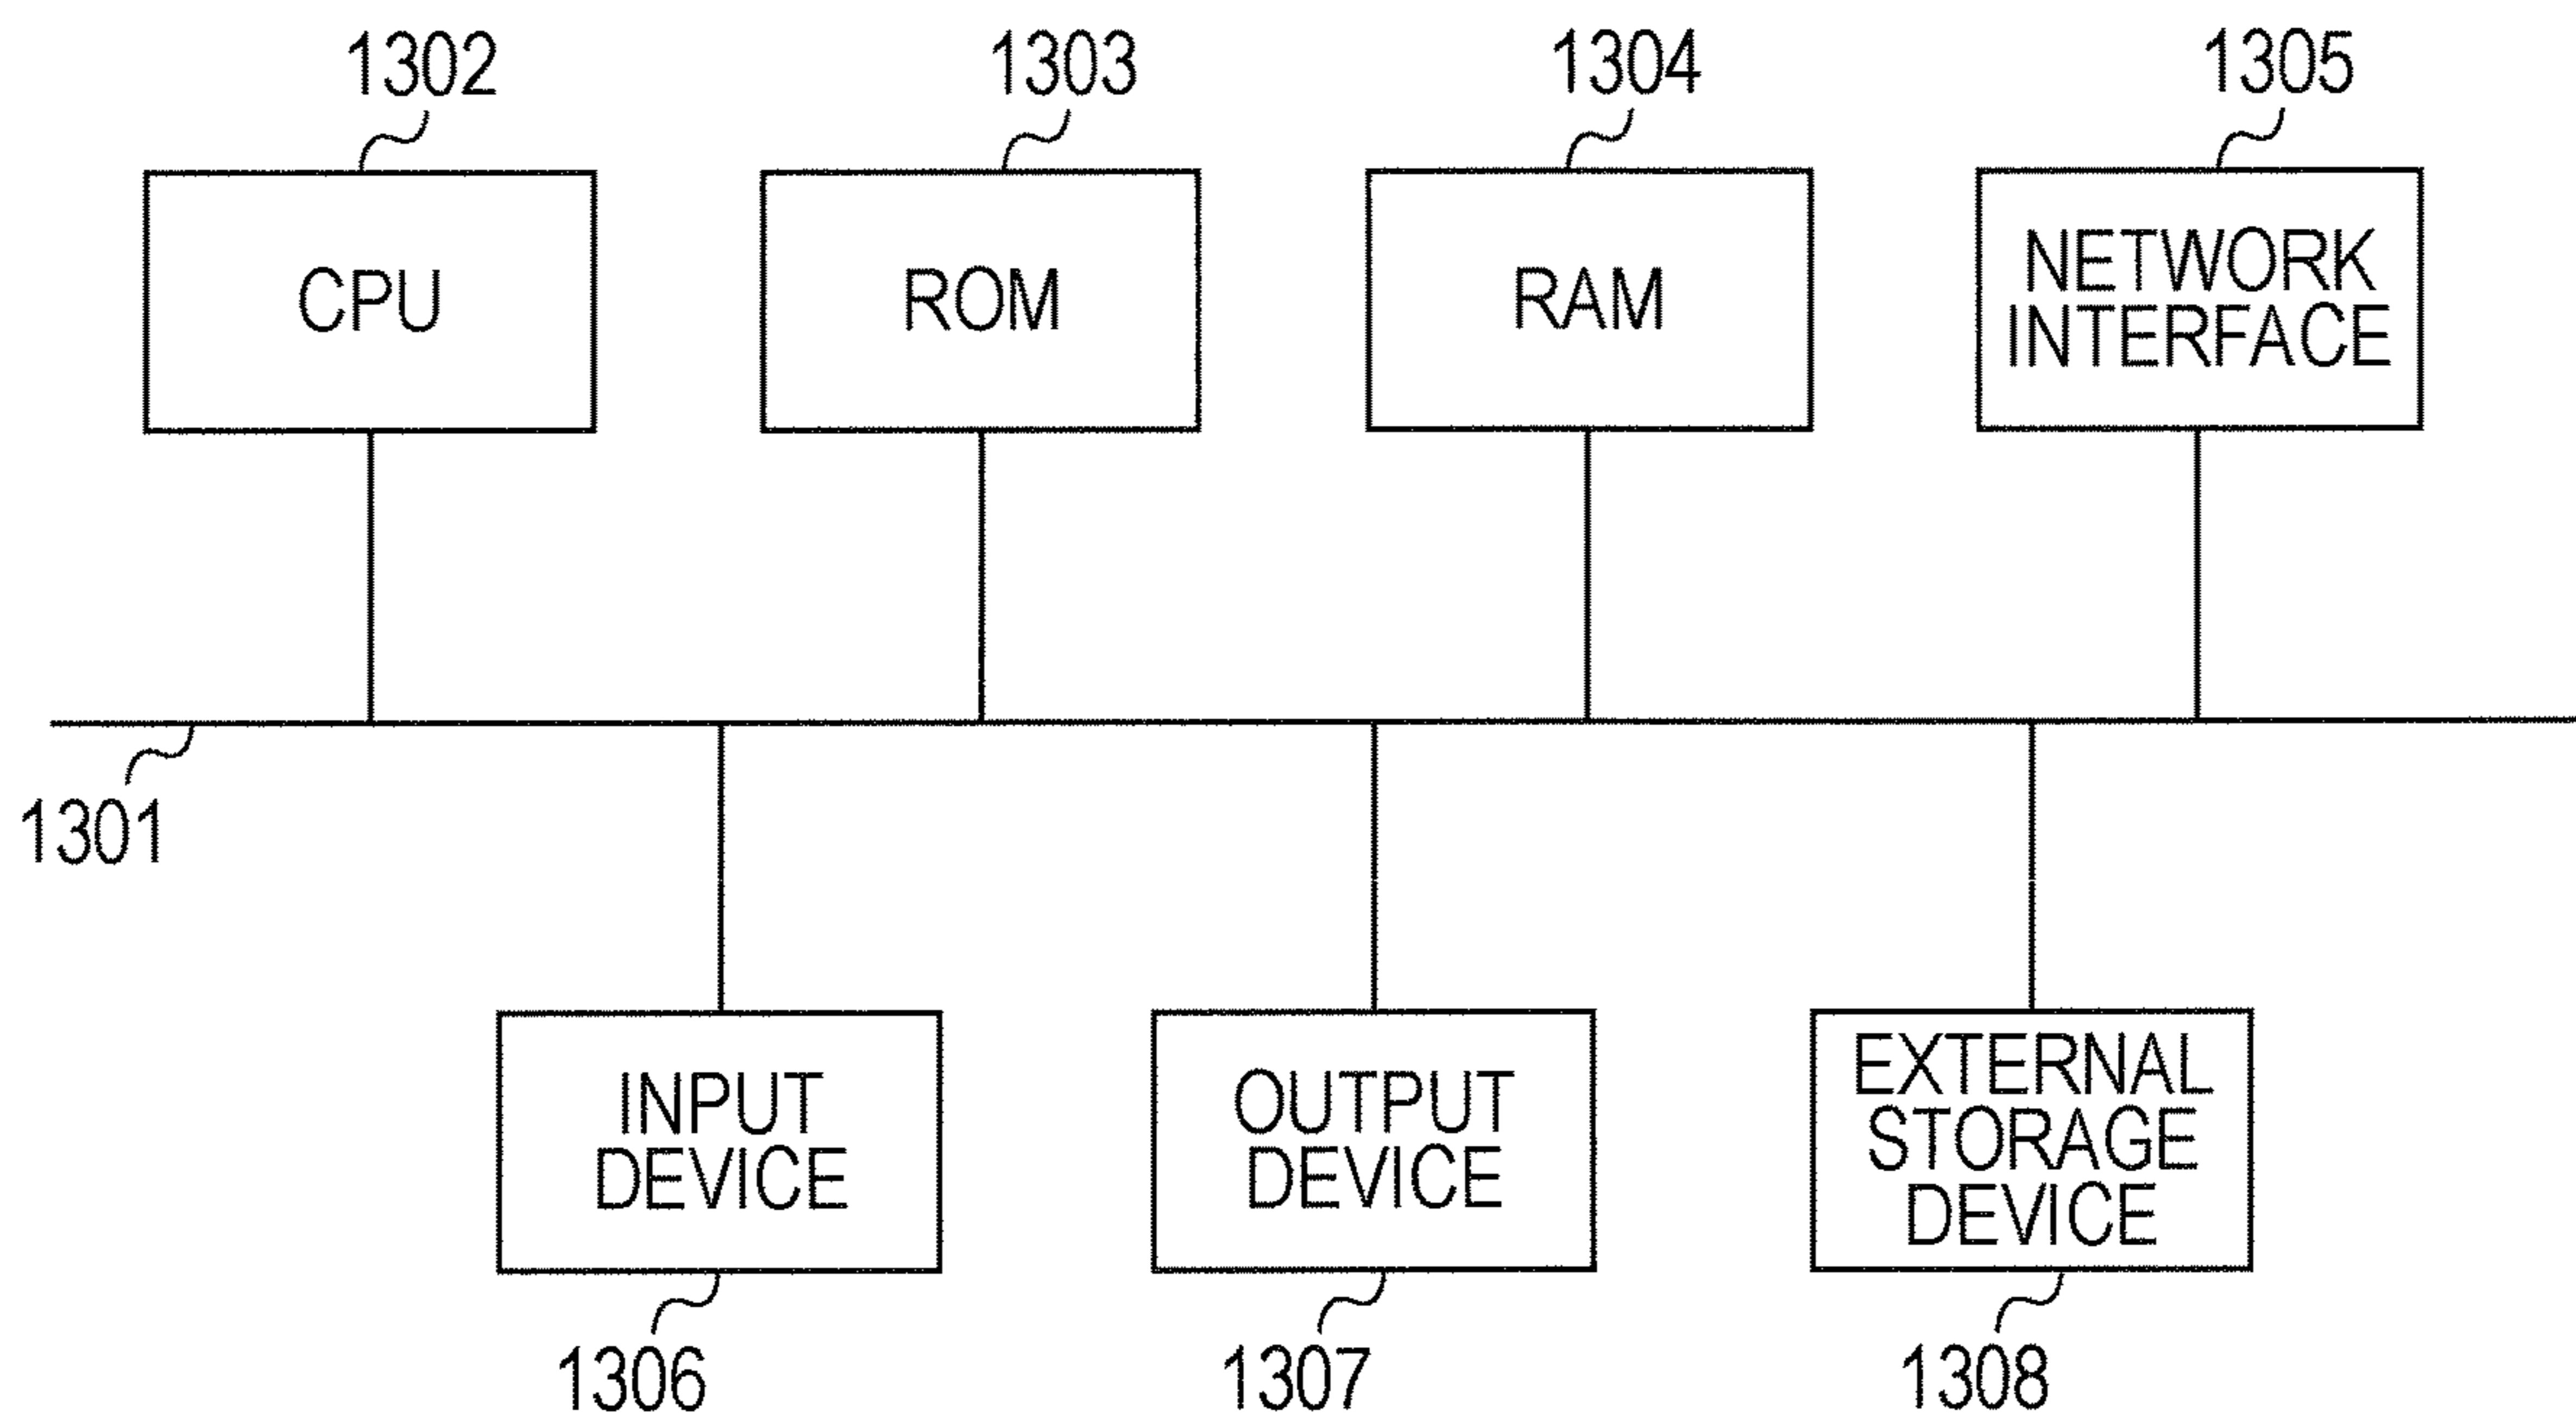 1302
1303
1304
1305
CPU
ROM
RAM
NETWORK
INTERFACE
1301
INPUT
DEVICE
OUTPUT
DEVICE
EXTERNAL
STORAGE
DEVICE
1306
1307
1308